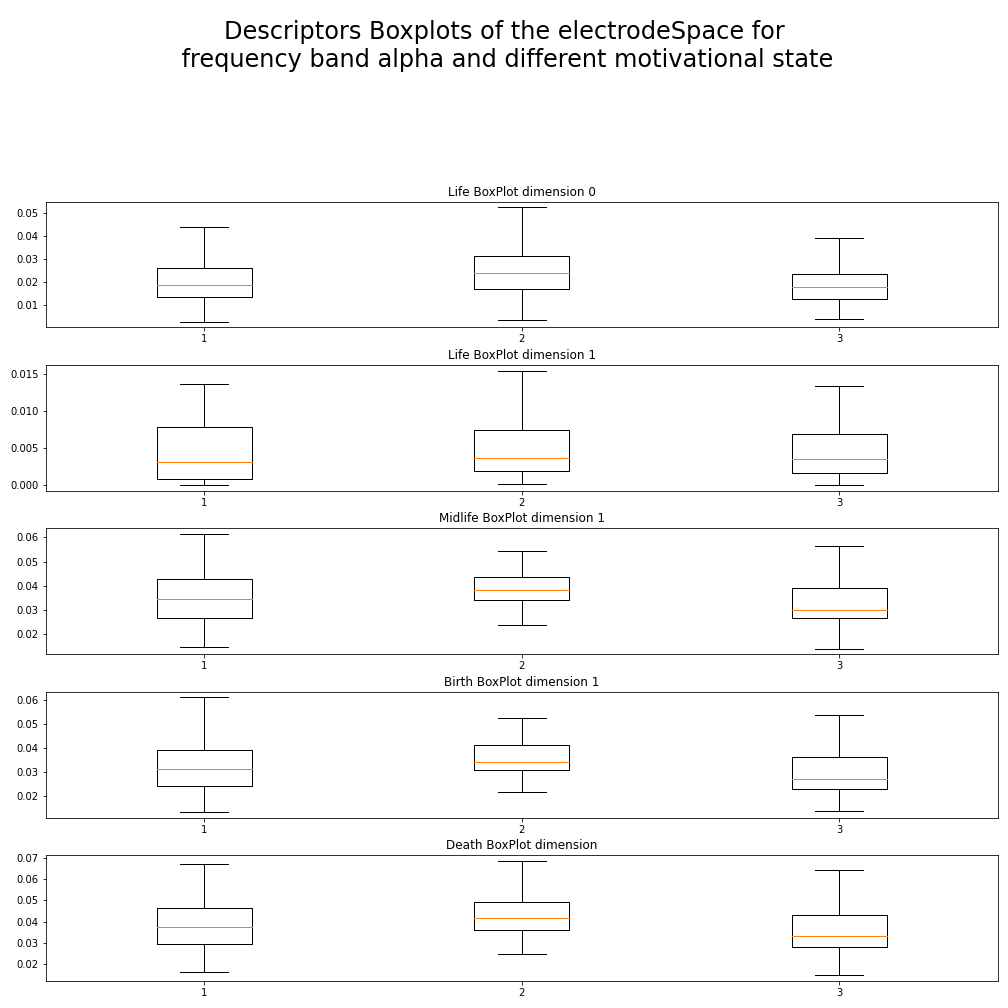 Descriptors Boxplots of the electrodeSpace for
frequency band alpha and different motivational state
Life BoxPlot dimension 0
0.05
0.04
0.03
0.02
0.01
1 2 3
Life BoxPlot dimension 1
0.015
0.010
0.005
0.000
1 2 3
Midlife BoxPlot dimension 1
0.06
0.05
0.04
0.03
0.02
1 2 3
Birth BoxPlot dimension 1
0.06
0.05
0.04
0.03
0.02
1 2 3
Death BoxPlot dimension
0.07
0.06
0.05
0.04
0.03
0.02
1 2 3